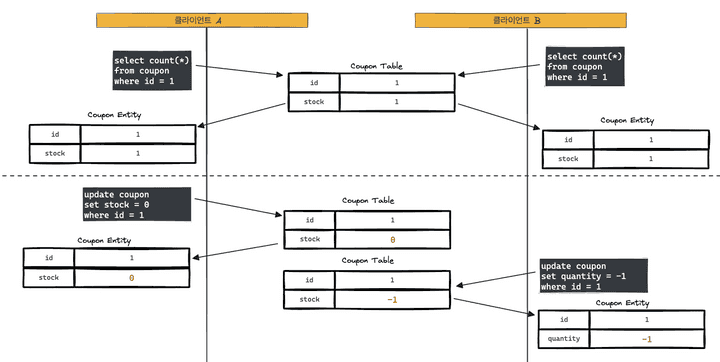 클라이언트 A
클라이언트 B
select count(*)
from coupon
where id = 1
Coupon Table
id 1
stock 1
select count(*)
from coupon
where id = 1
Coupon Entity
id 1
stock 1
Coupon Entity
id 1
stock 1
update coupon
set stock = 0
where id = 1
Coupon Table
id 1
stock 0
Coupon Entity
id 1
stock 0
Coupon Table
id 1
stock -1
update coupon
set quantity = -1
where id = 1
Coupon Entity
id 1
quantity -1